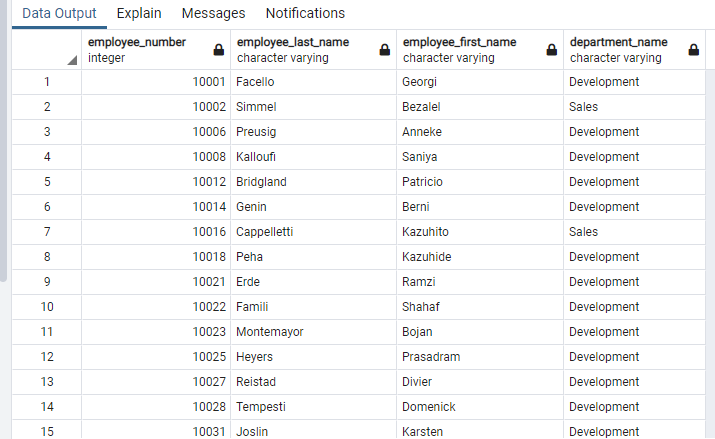 Data Output Explain Messages Notifications
employee_number employee_last_name employee_first_name department_name
integer character varying character varying character varying
1 10001 Facello Georgi Development
2 10002 Simmel Bezalel Sales
3 10006 Preusig Anneke Development
4 10008 Kalloufi Saniya Development
5 10012 Bridgland Patricio Development
6 10014 Genin Berni Development
7 10016 Cappelletti Kazuhito Sales
8 10018 Peha Kazuhide Development
9 10021 Erde Ramzi Development
10 10022 Famili Shahaf Development
11 10023 Montemayor Bojan Development
12 10025 Heyers Prasadram Development
13 10027 Reistad Divier Development
14 10028 Tempesti Domenick Development
15 10031 Joslin Karsten Development